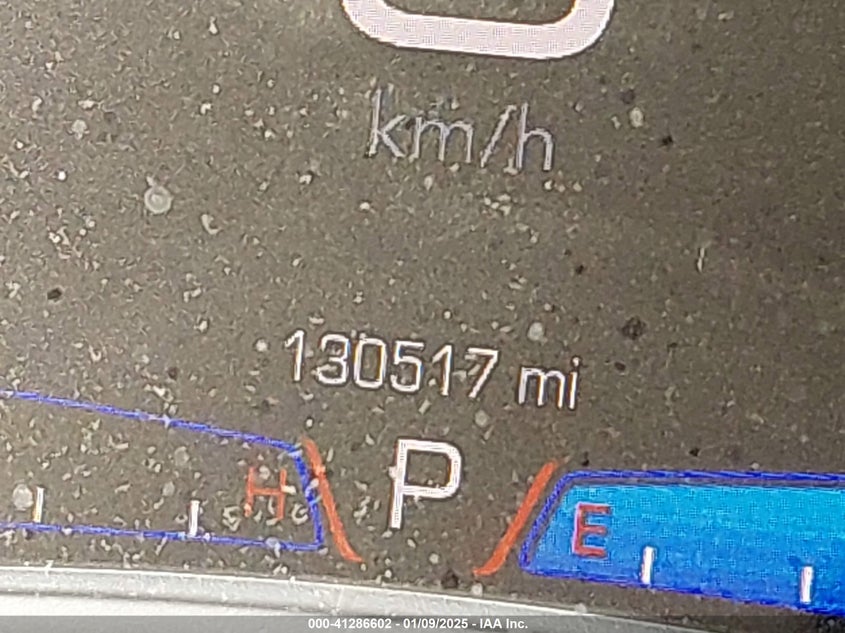 km/h
130517 mi
P
H
E
000-41286602 - 01/09/2025 - IAA Inc.